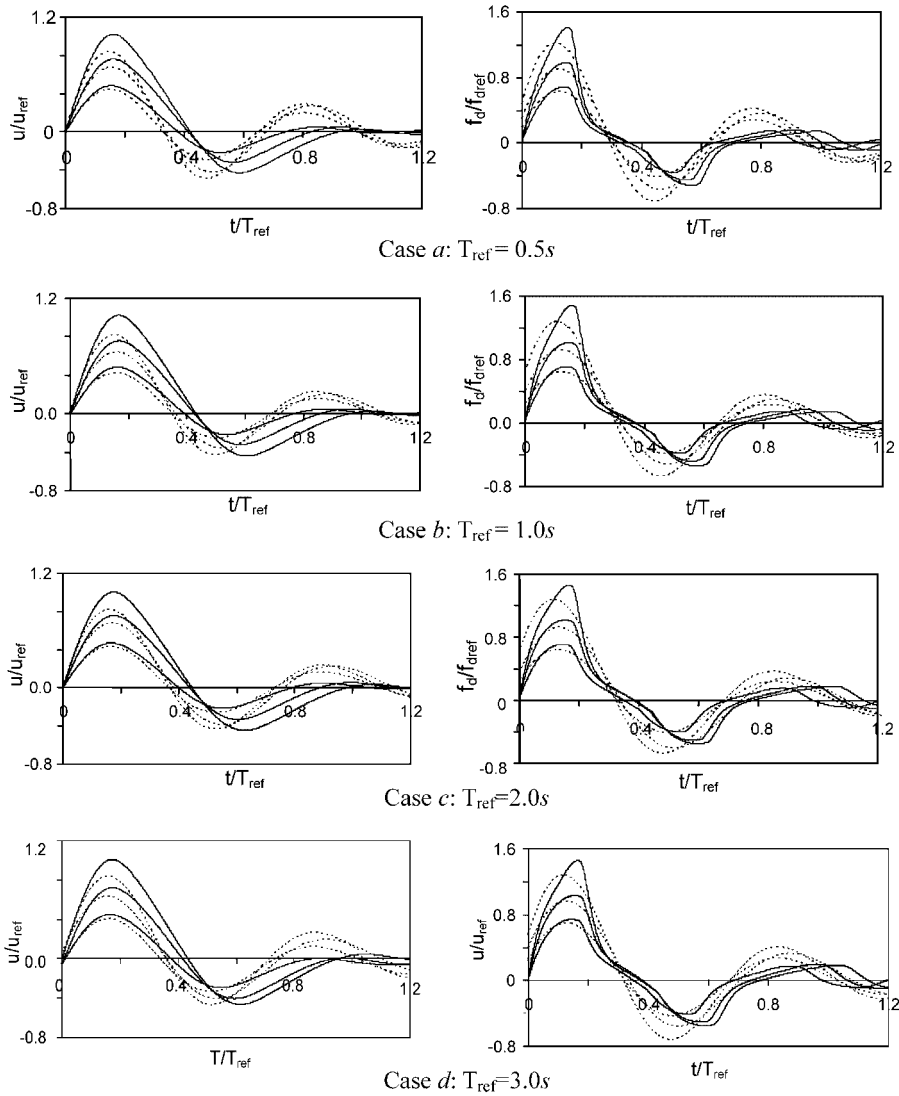 1.2
u/u_ref
0
-0.8
0 0.4 0.8 1.2
t/T_ref
1.6
f_d/f_dref
0.8
0
-0.8
0 0.4 0.8 1.2
t/T_ref
Case a: T_ref = 0.5s
1.2
u/u_ref
0.0
-0.8
0 0.4 0.8 1.2
t/T_ref
1.6
f_d/f_dref
0.8
0
-0.8
0 0.4 0.8 1.2
t/T_ref
Case b: T_ref = 1.0s
1.2
u/u_ref
0.0
-0.8
0 0.4 0.8 1.2
t/T_ref
1.6
f_d/f_dref
0.8
0
-0.8
0 0.4 0.8 1.2
t/T_ref
Case c: T_ref=2.0s
1.2
u/u_ref
0.0
-0.8
0 0.4 0.8 1.2
T/T_ref
1.6
u/u_ref
0.8
0
-0.8
0 0.4 0.8 1.2
t/T_ref
Case d: T_ref=3.0s